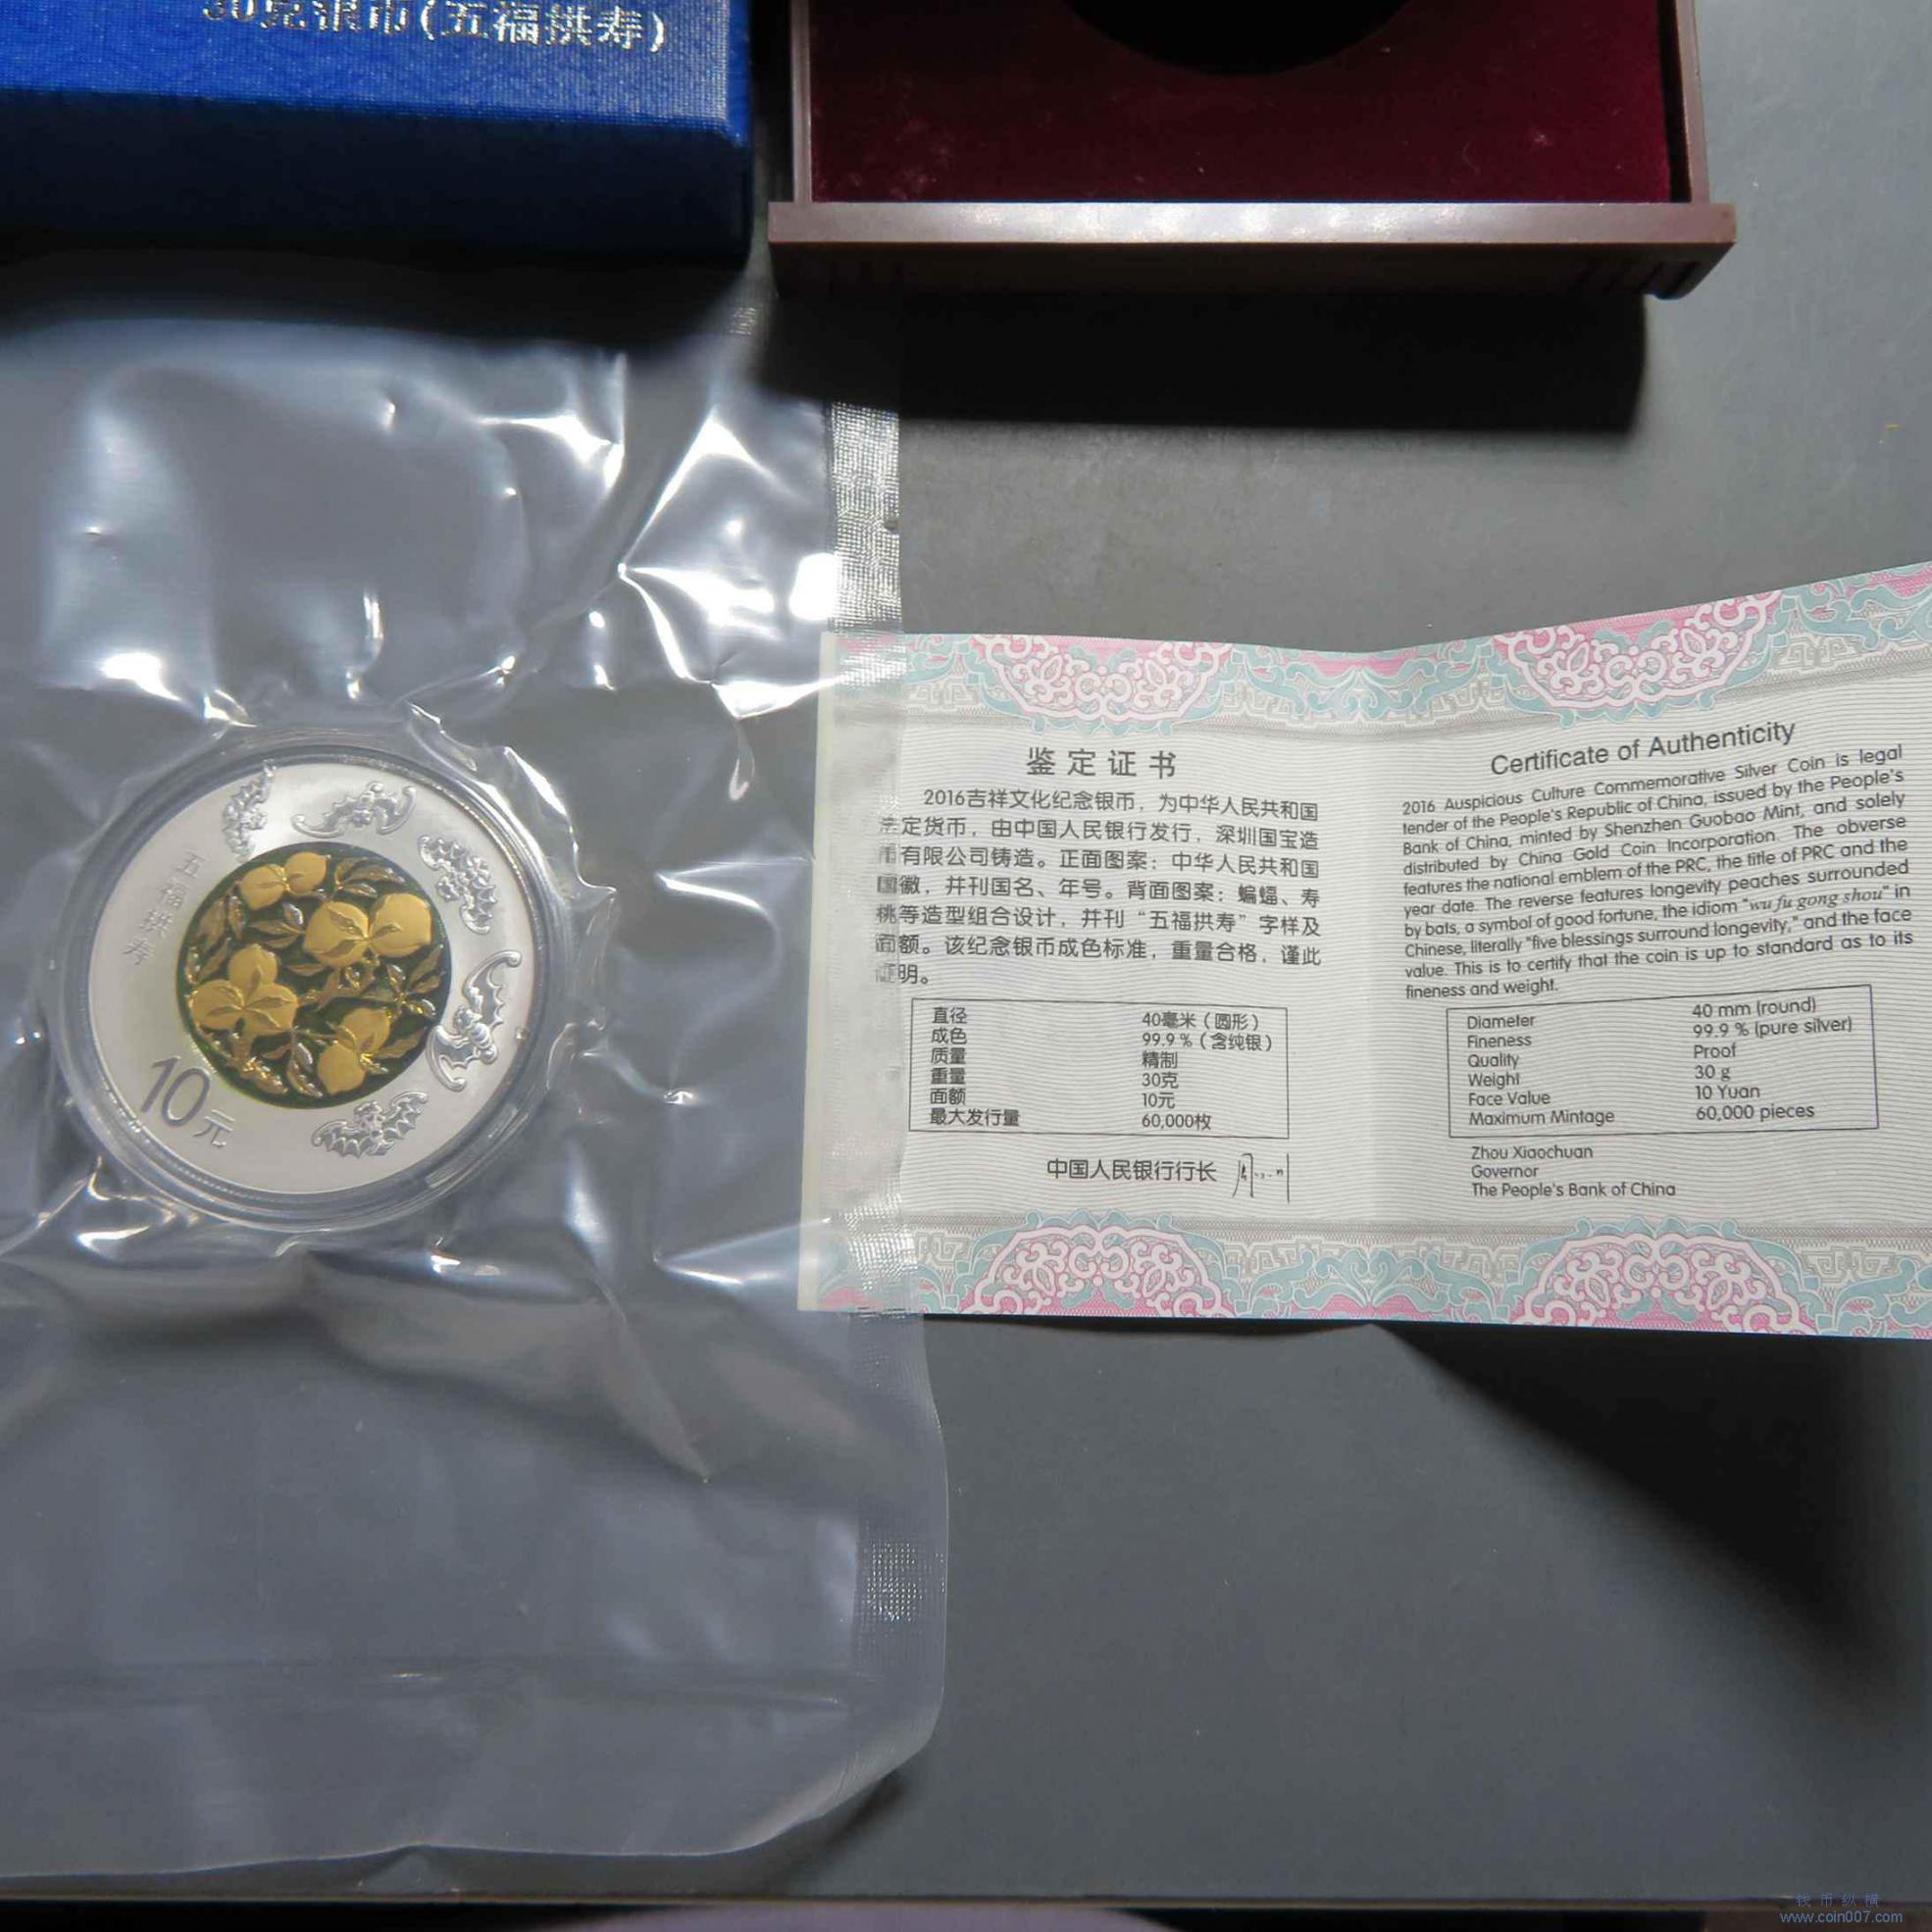 30克银币(五福拱寿)
五福拱寿
10元
鉴定证书
2016吉祥文化纪念银币，为中华人民共和国
法定货币，由中国人民银行发行，深圳国宝造
币有限公司铸造。正面图案：中华人民共和国
国徽，并刊国名、年号。背面图案：蝙蝠、寿
桃等造型组合设计，并刊“五福拱寿”字样及
面额。该纪念银币成色标准，重量合格，谨此
证明。
直径 40毫米（圆形）
成色 99.9％（含纯银）
质量 精制
重量 30克
面额 10元
最大发行量 60,000枚
中国人民银行行长
Certificate of Authenticity
2016 Auspicious Culture Commemorative Silver Coin is legal
tender of the People's Republic of China, issued by the People's
Bank of China, minted by Shenzhen Guobao Mint, and solely
distributed by China Gold Coin Incorporation. The obverse
features the national emblem of the PRC, the title of PRC and the
year date. The reverse features longevity peaches surrounded
by bats, a symbol of good fortune, the idiom "wu fu gong shou" in
Chinese, literally "five blessings surround longevity," and the face
value. This is to certify that the coin is up to standard as to its
fineness and weight.
Diameter 40 mm (round)
Fineness 99.9 % (pure silver)
Quality Proof
Weight 30 g
Face Value 10 Yuan
Maximum Mintage 60,000 pieces
Zhou Xiaochuan
Governor
The People's Bank of China
钱币纵横
www.coin007.com